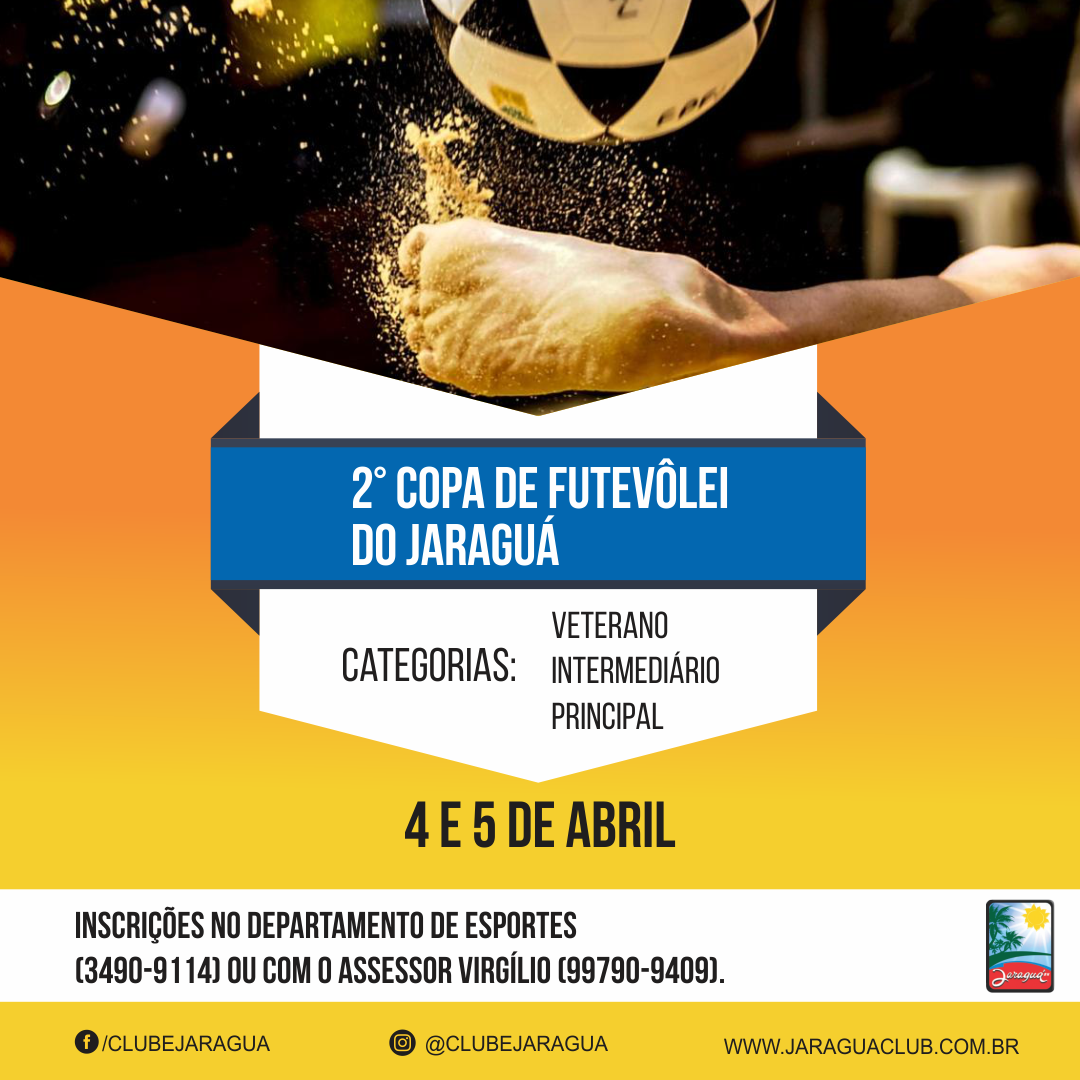 2° COPA DE FUTEVÔLEI
DO JARAGUÁ
CATEGORIAS:
VETERANO
INTERMEDIÁRIO
PRINCIPAL
4 E 5 DE ABRIL
INSCRIÇÕES NO DEPARTAMENTO DE ESPORTES
(3490-9114) OU COM O ASSESSOR VIRGÍLIO (99790-9409).
Jaraguá
/CLUBEJARAGUA
@CLUBEJARAGUA
WWW.JARAGUACLUB.COM.BR